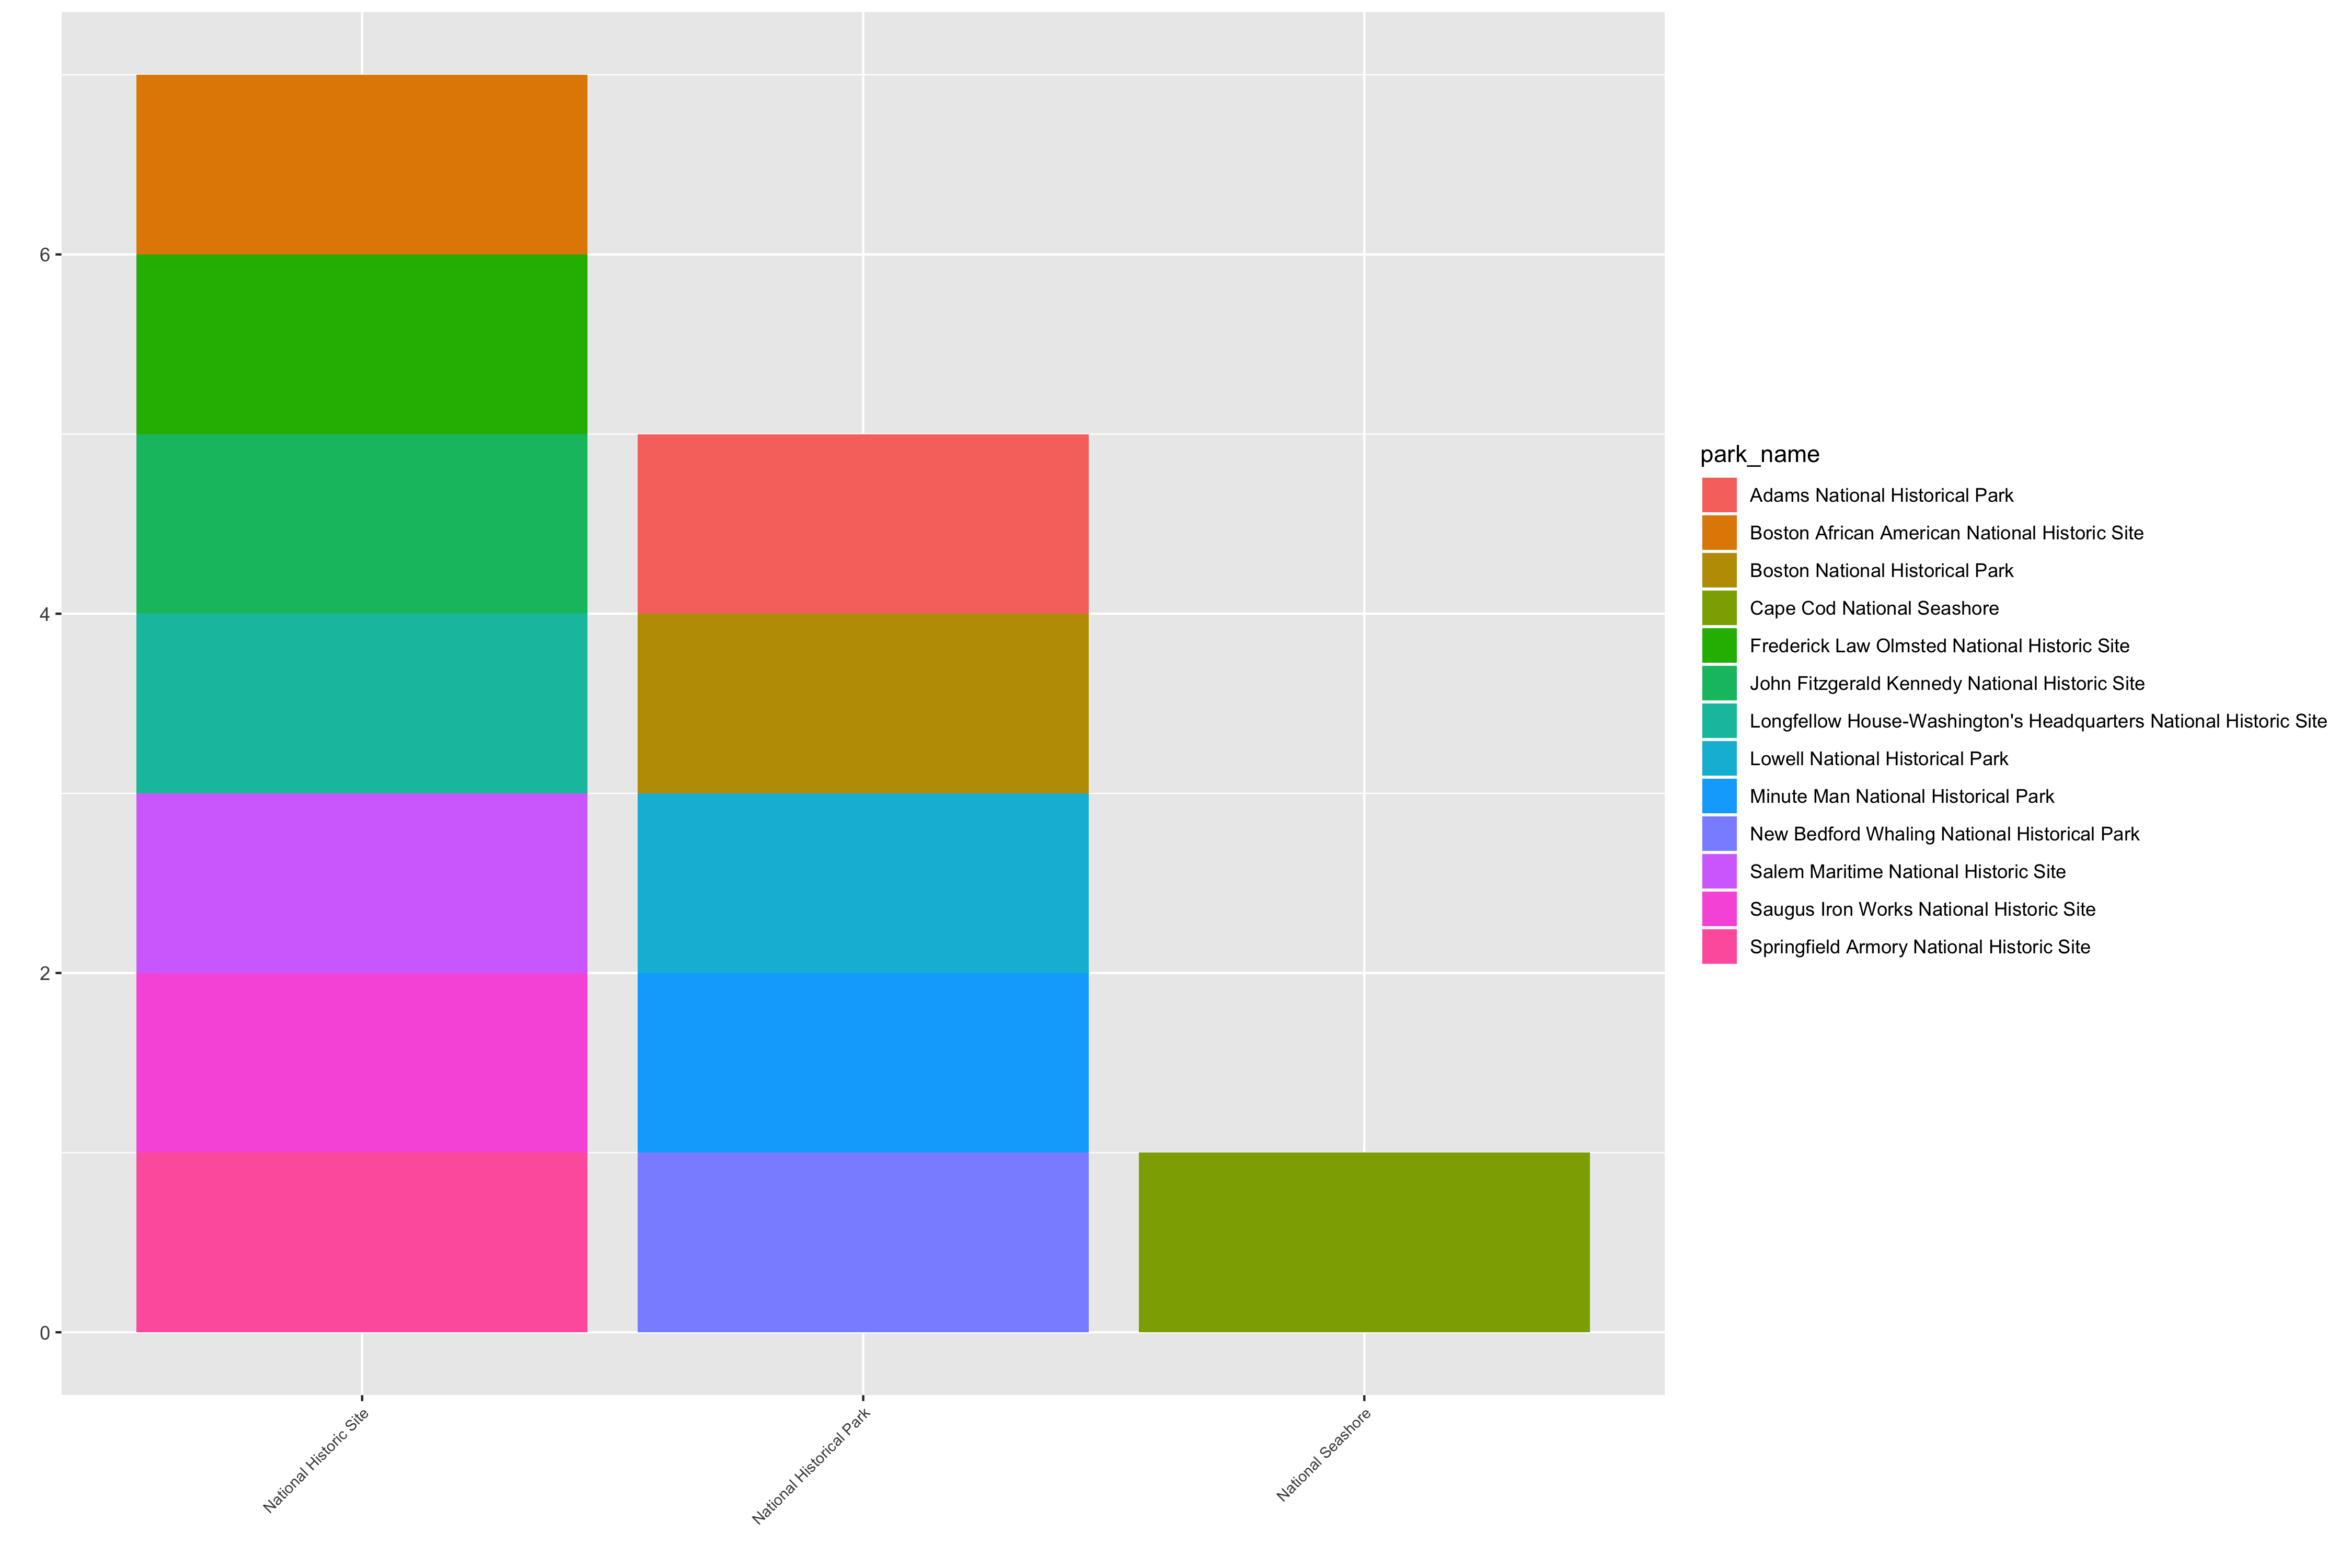 6
4
2
0
National Historic Site
National Historical Park
National Seashore
park_name
Adams National Historical Park
Boston African American National Historic Site
Boston National Historical Park
Cape Cod National Seashore
Frederick Law Olmsted National Historic Site
John Fitzgerald Kennedy National Historic Site
Longfellow House-Washington's Headquarters National Historic Site
Lowell National Historical Park
Minute Man National Historical Park
New Bedford Whaling National Historical Park
Salem Maritime National Historic Site
Saugus Iron Works National Historic Site
Springfield Armory National Historic Site